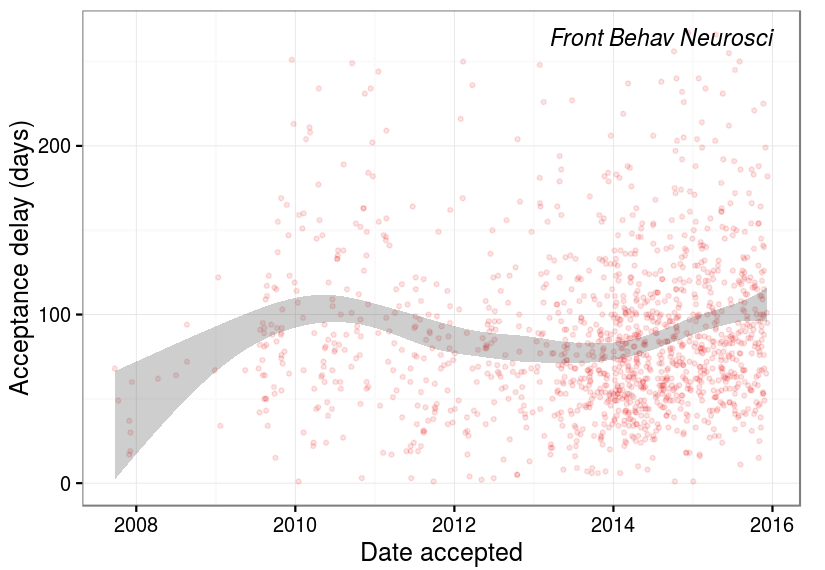 Front Behav Neurosci
Acceptance delay (days)
200
100
0
2008 2010 2012 2014 2016
Date accepted